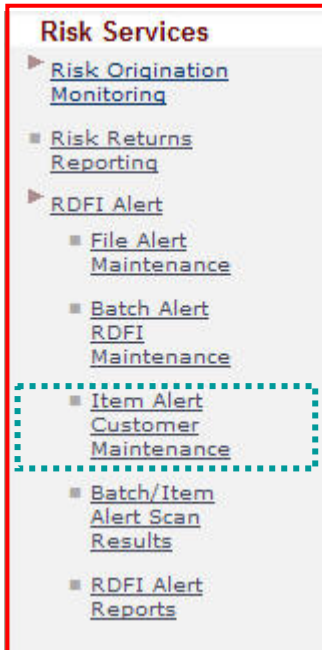 Risk Services
Risk Origination
Monitoring
Risk Returns
Reporting
RDFI Alert
File Alert
Maintenance
Batch Alert
RDFI
Maintenance
Item Alert
Customer
Maintenance
Batch/Item
Alert Scan
Results
RDFI Alert
Reports